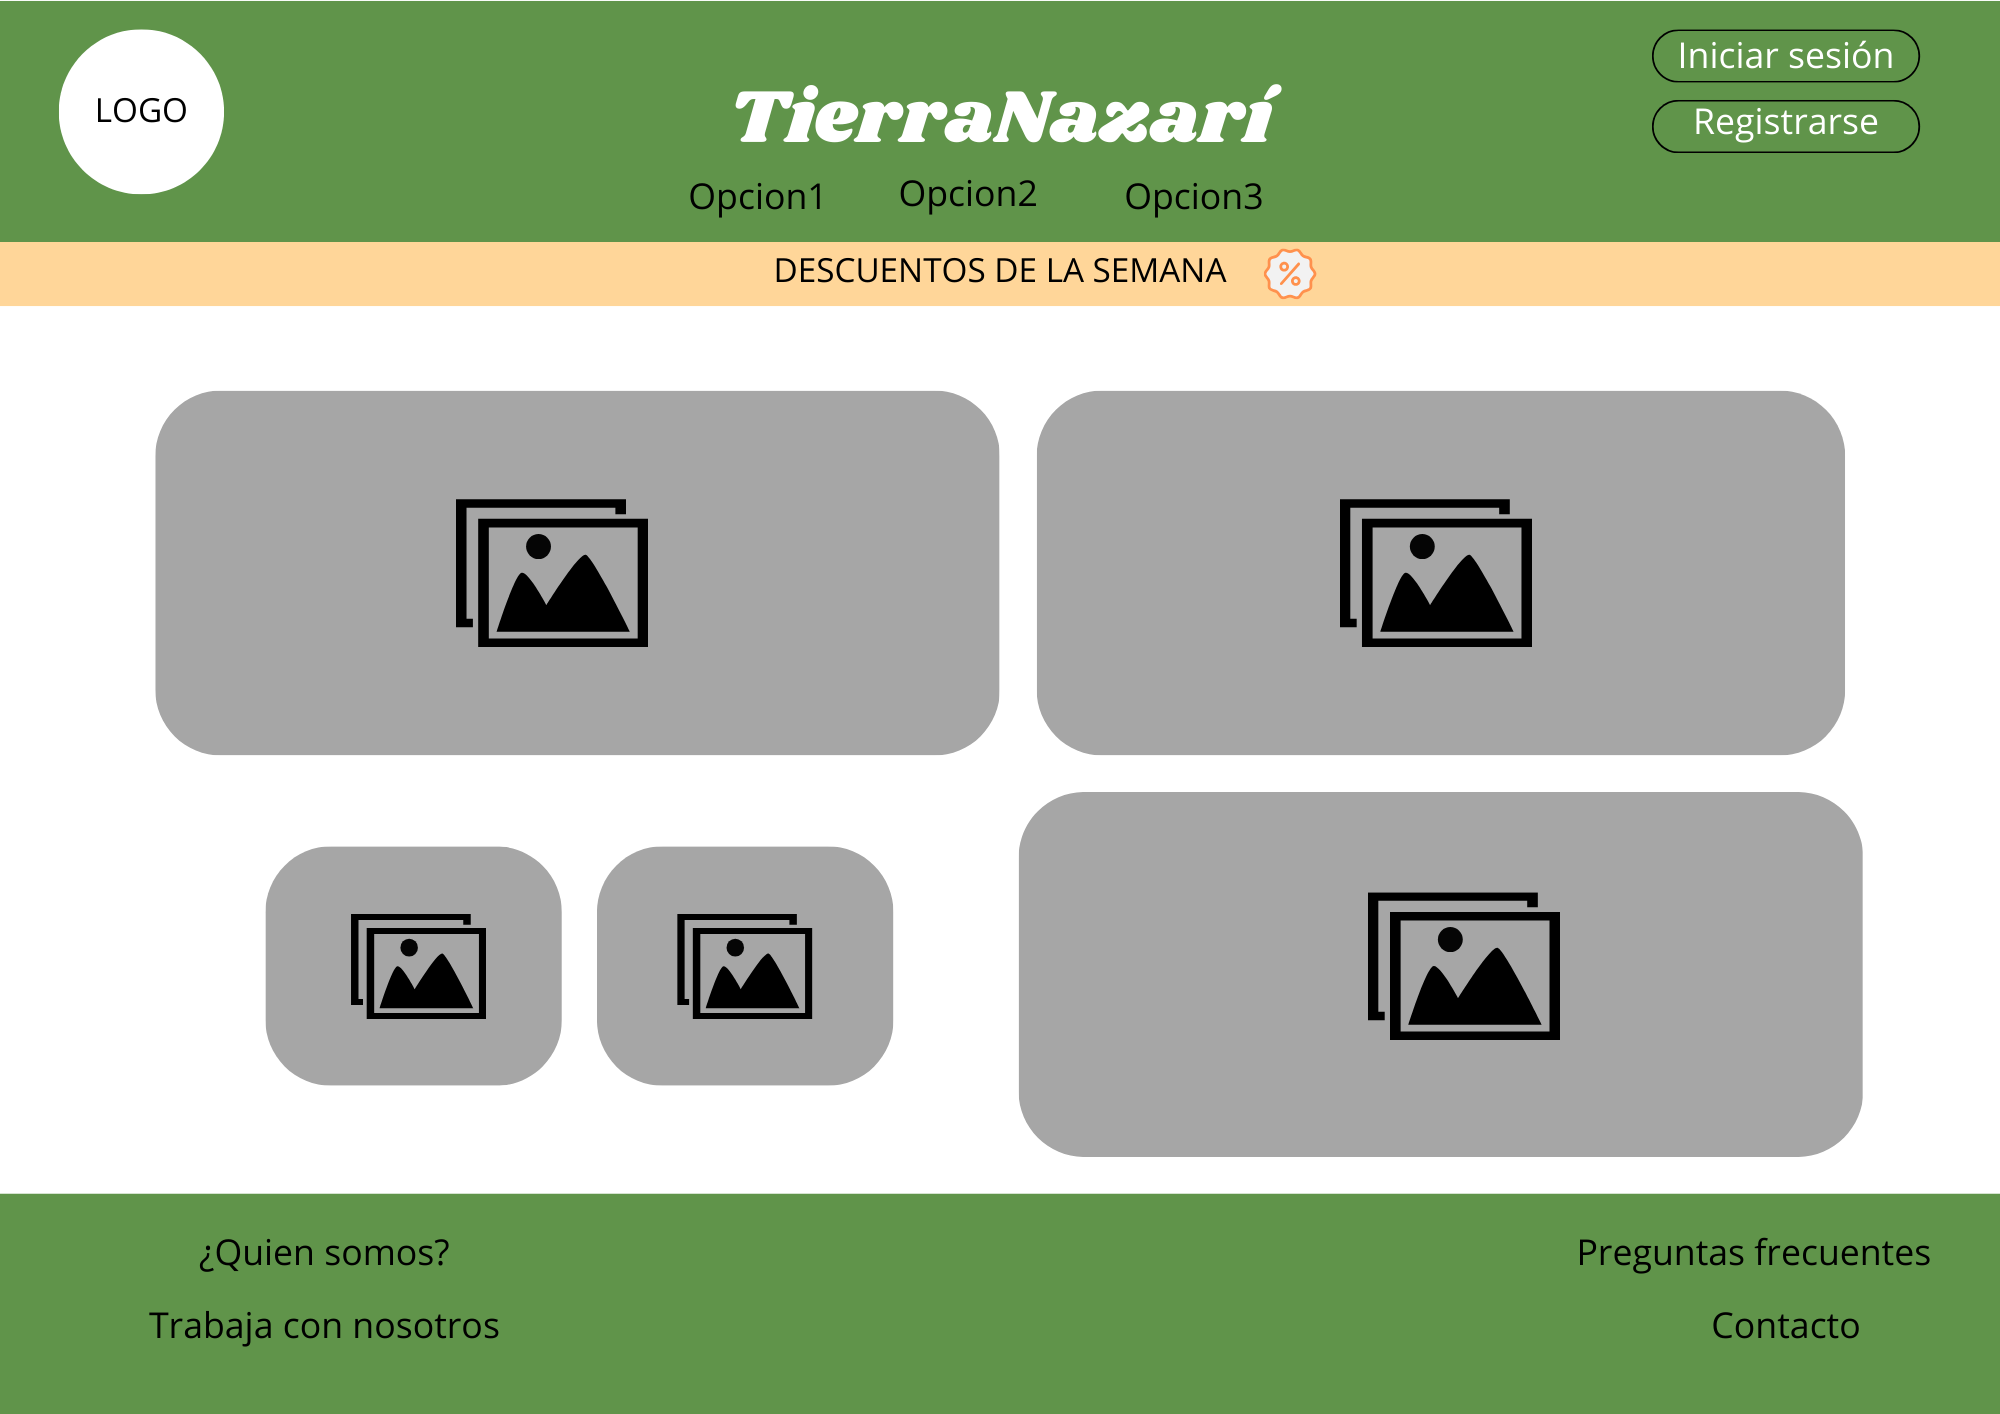 LOGO
TierraNazarí
Iniciar sesión
Registrarse
Opcion1 Opcion2 Opcion3
DESCUENTOS DE LA SEMANA %
¿Quien somos?
Preguntas frecuentes
Trabaja con nosotros
Contacto